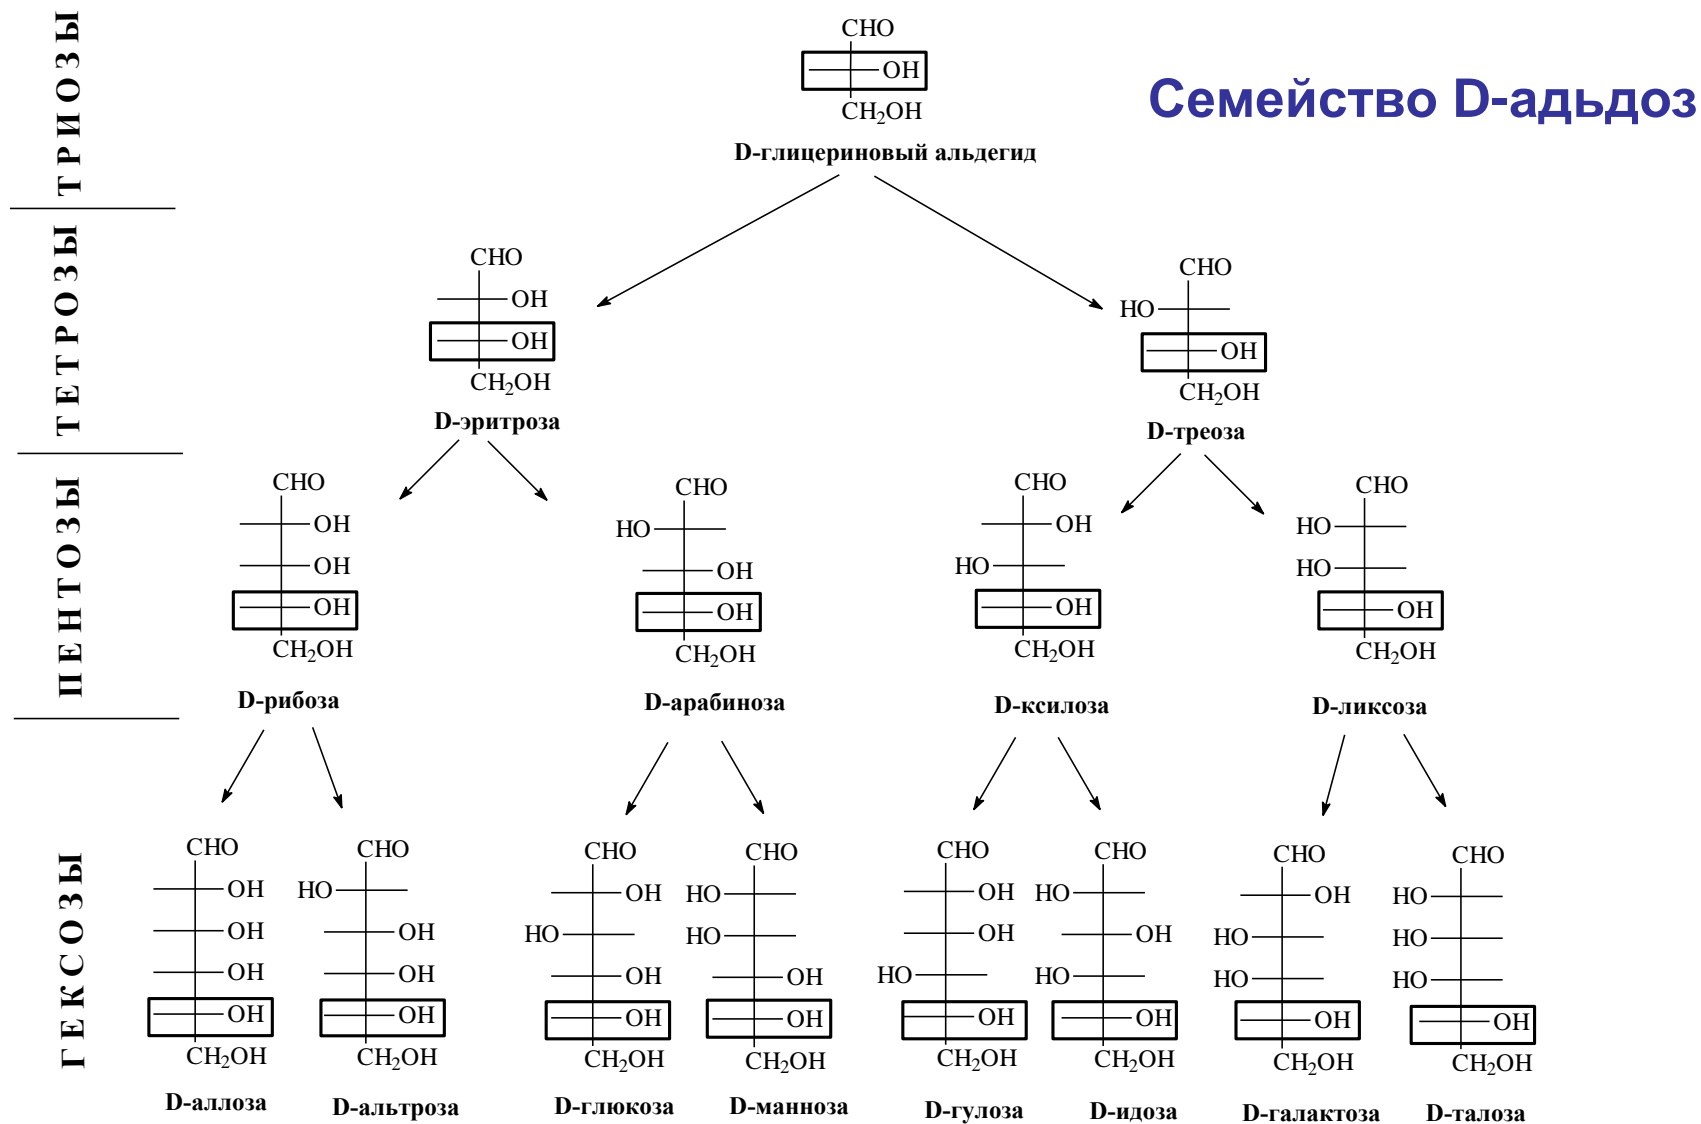 ТРИОЗЫ
CHO
OH
CH2OH
D-глицериновый альдегид
Семейство D-адьдоз
ТЕТРОЗЫ
CHO
OH
OH
CH2OH
D-эритроза
CHO
HO
OH
CH2OH
D-треоза
ПЕНТОЗЫ
CHO
OH
OH
OH
CH2OH
D-рибоза
CHO
HO
OH
OH
CH2OH
D-арабиноза
CHO
OH
HO
OH
CH2OH
D-ксилоза
CHO
HO
HO
OH
CH2OH
D-ликсоза
ГЕКСОЗЫ
CHO
OH
OH
OH
OH
CH2OH
D-аллоза
CHO
HO
OH
OH
OH
CH2OH
D-альтроза
CHO
OH
HO
OH
OH
CH2OH
D-глюкоза
CHO
HO
HO
OH
OH
CH2OH
D-манноза
CHO
OH
OH
HO
OH
CH2OH
D-гулоза
CHO
HO
OH
HO
OH
CH2OH
D-идоза
CHO
OH
HO
HO
OH
CH2OH
D-галактоза
CHO
HO
HO
HO
OH
CH2OH
D-талоза